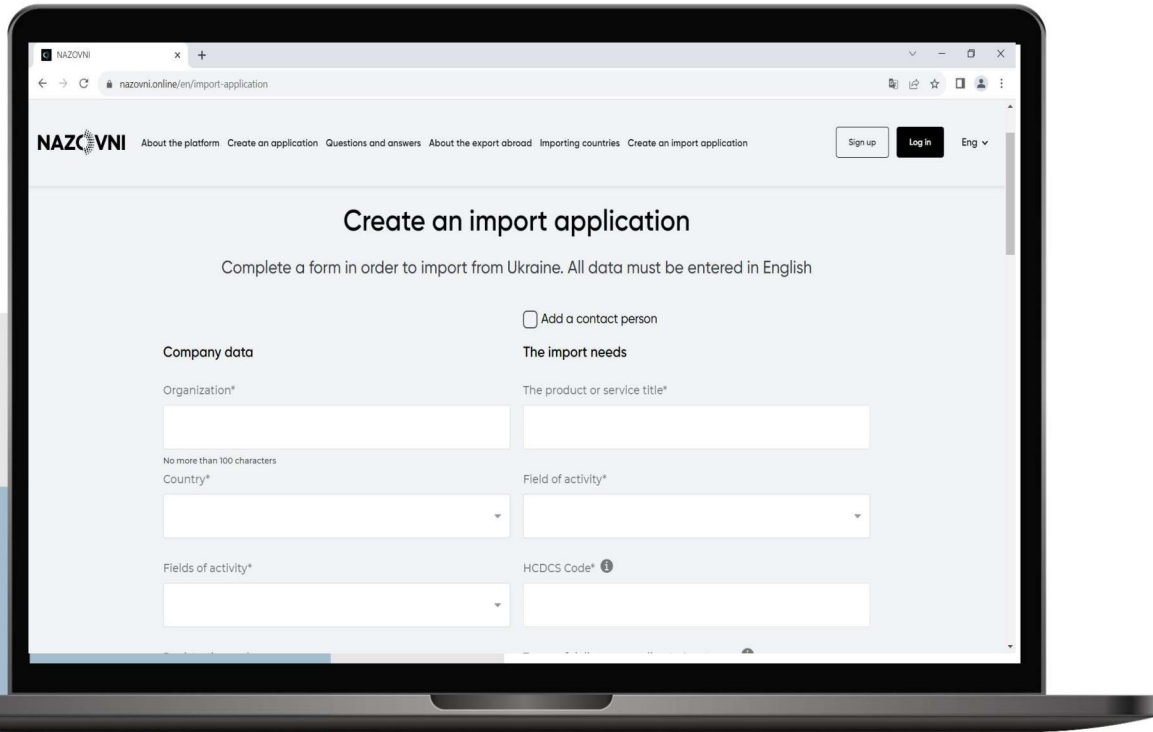 NAZOVNI
nazovni.online/en/import-application
NAZOVNI About the platform Create an application Questions and answers About the export abroad Importing countries Create an import application Sign up Log in Eng
Create an import application
Complete a form in order to import from Ukraine. All data must be entered in English
Add a contact person
Company data
The import needs
Organization*
The product or service title*
No more than 100 characters
Country*
Field of activity*
Fields of activity*
HCDCS Code*